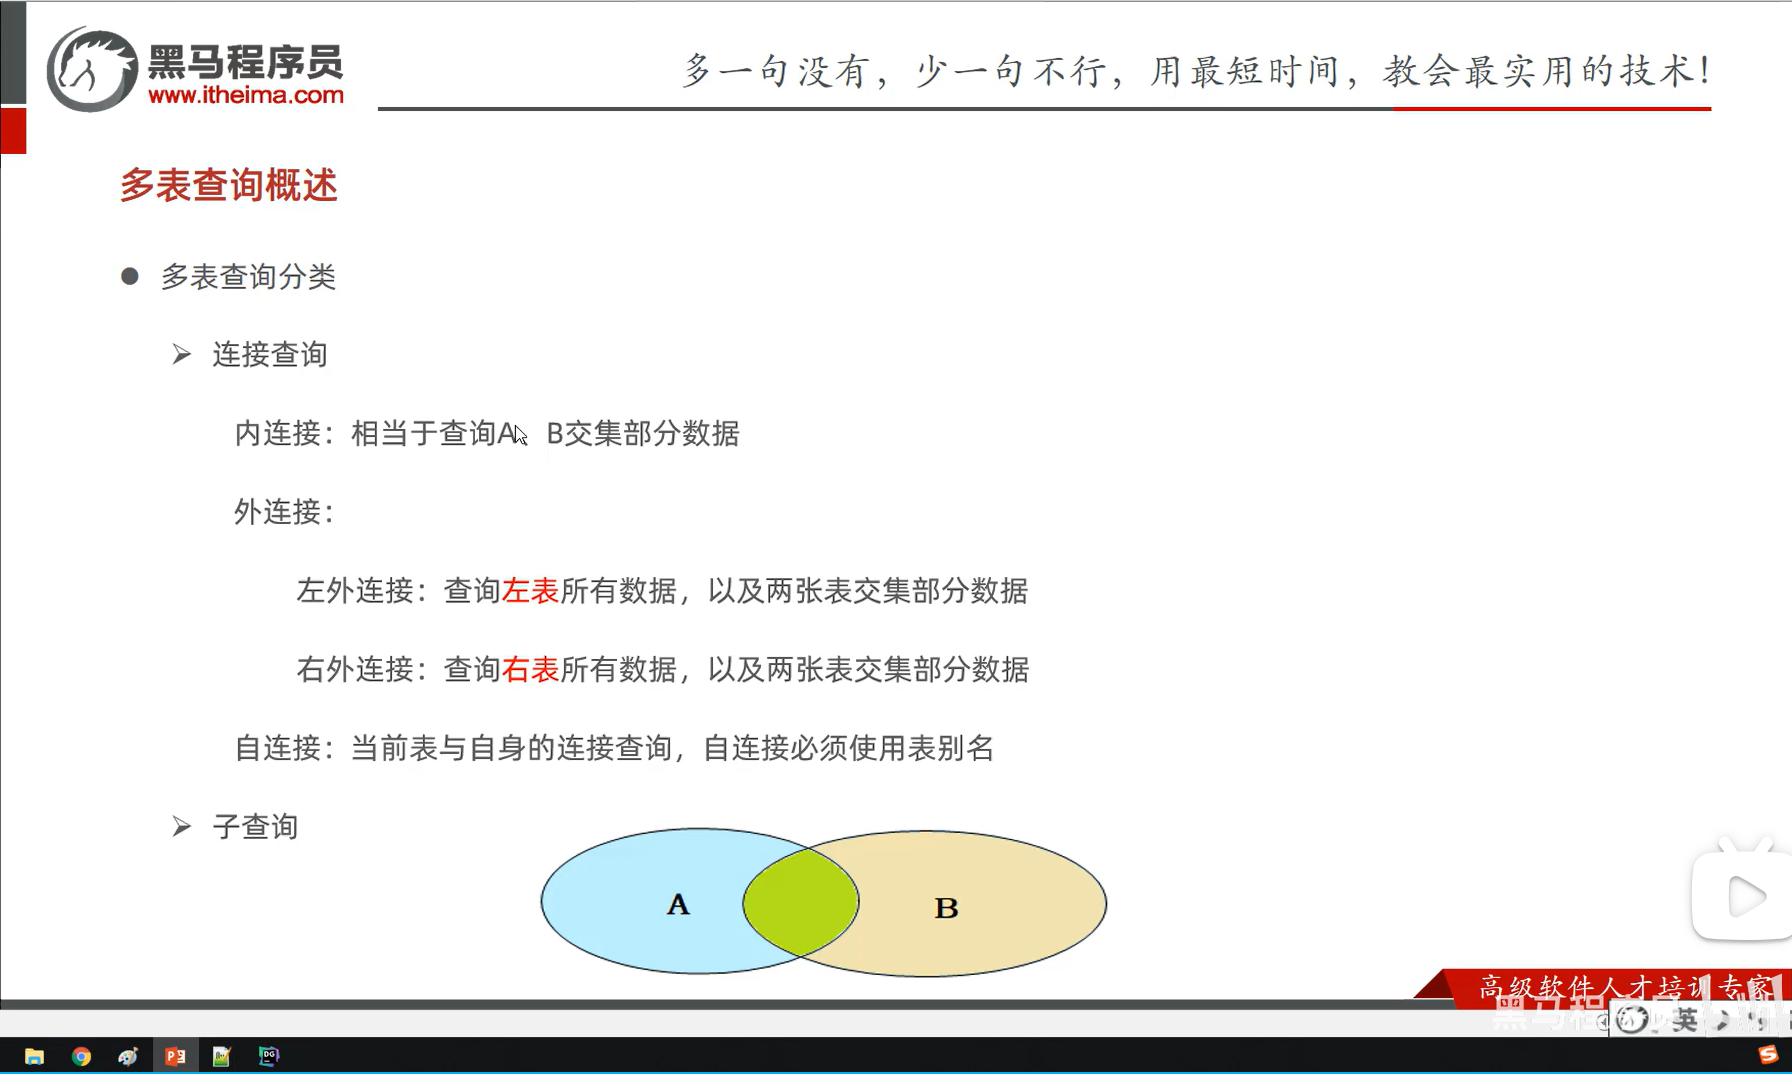 黑马程序员
www.itheima.com
多一句没有，少一句不行，用最短时间，教会最实用的技术！
多表查询概述
● 多表查询分类
➢ 连接查询
内连接：相当于查询A、B交集部分数据
外连接：
左外连接：查询左表所有数据，以及两张表交集部分数据
右外连接：查询右表所有数据，以及两张表交集部分数据
自连接：当前表与自身的连接查询，自连接必须使用表别名
➢ 子查询
A
B
高级软件人才培训专家
黑马程序员
英